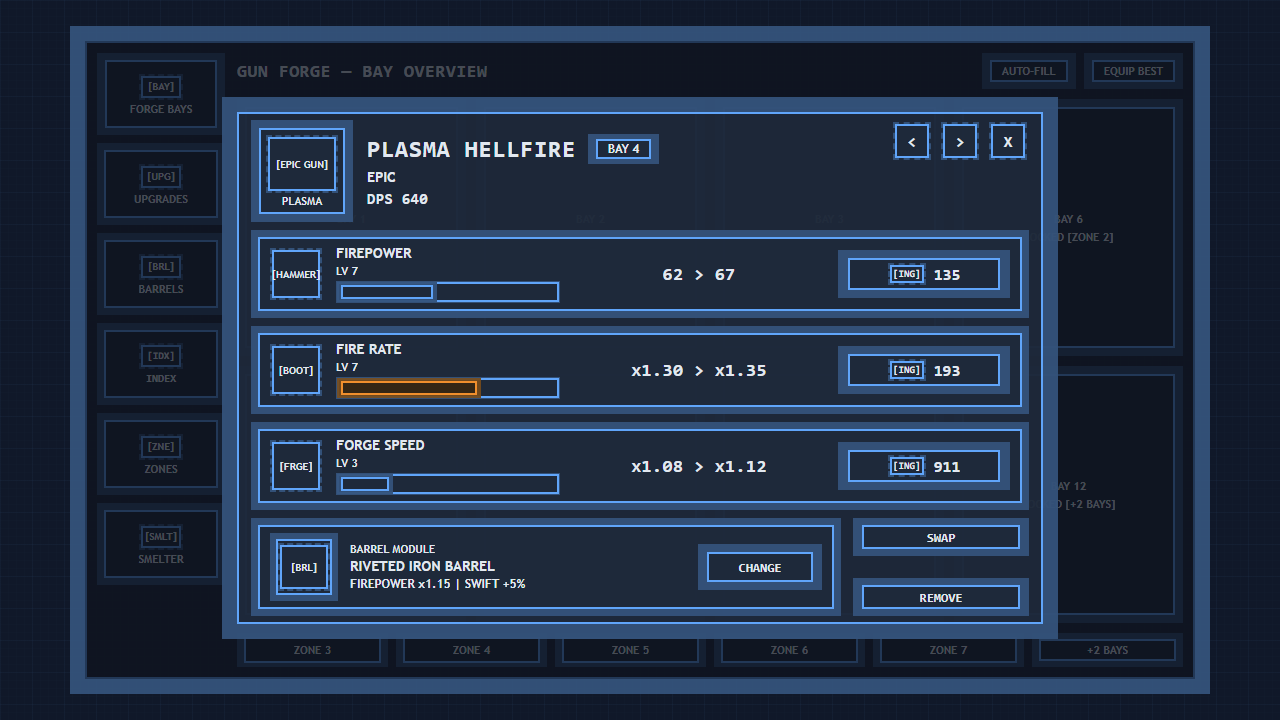 GUN FORGE — BAY OVERVIEW
AUTO-FILL
EQUIP BEST
[BAY]
FORGE BAYS
[UPG]
UPGRADES
[BRL]
BARRELS
[IDX]
INDEX
[ZNE]
ZONES
[SMLT]
SMELTER
[EPIC GUN]
PLASMA
PLASMA HELLFIRE
BAY 4
EPIC
DPS 640
<
>
X
[HAMMER]
FIREPOWER
LV 7
62 > 67
[ING] 135
[BOOT]
FIRE RATE
LV 7
x1.30 > x1.35
[ING] 193
[FRGE]
FORGE SPEED
LV 3
x1.08 > x1.12
[ING] 911
[BRL]
BARREL MODULE
RIVETED IRON BARREL
FIREPOWER x1.15 | SWIFT +5%
CHANGE
SWAP
REMOVE
BAY 6
[ZONE 2]
AY 12
[+2 BAYS]
ZONE 3
ZONE 4
ZONE 5
ZONE 6
ZONE 7
+2 BAYS